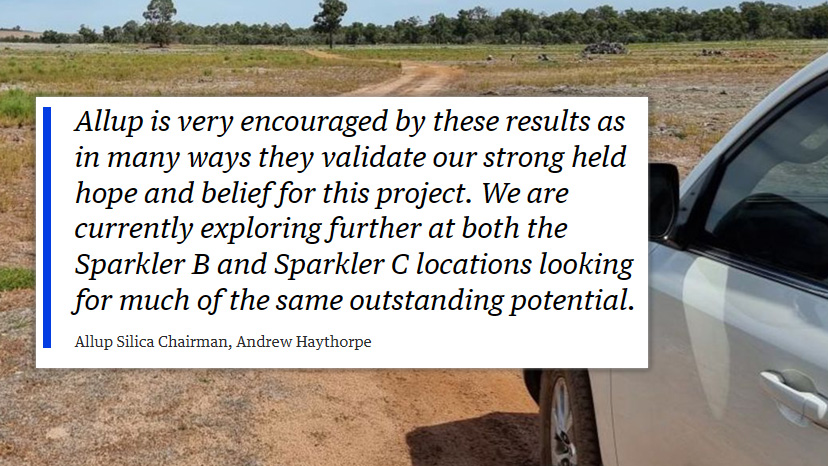 Allup is very encouraged by these results as
in many ways they validate our strong held
hope and belief for this project. We are
currently exploring further at both the
Sparkler B and Sparkler C locations looking
for much of the same outstanding potential.
Allup Silica Chairman, Andrew Haythorpe